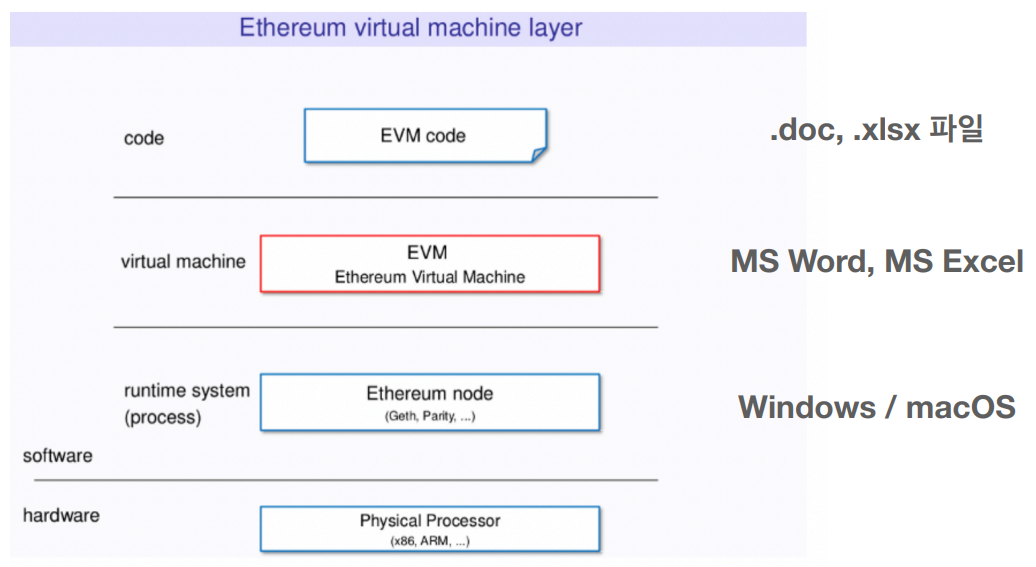 Ethereum virtual machine layer
code
EVM code
.doc, .xlsx 파일
virtual machine
EVM
Ethereum Virtual Machine
MS Word, MS Excel
runtime system
(process)
Ethereum node
(Geth, Parity, ...)
Windows / macOS
software
hardware
Physical Processor
(x86, ARM, ...)